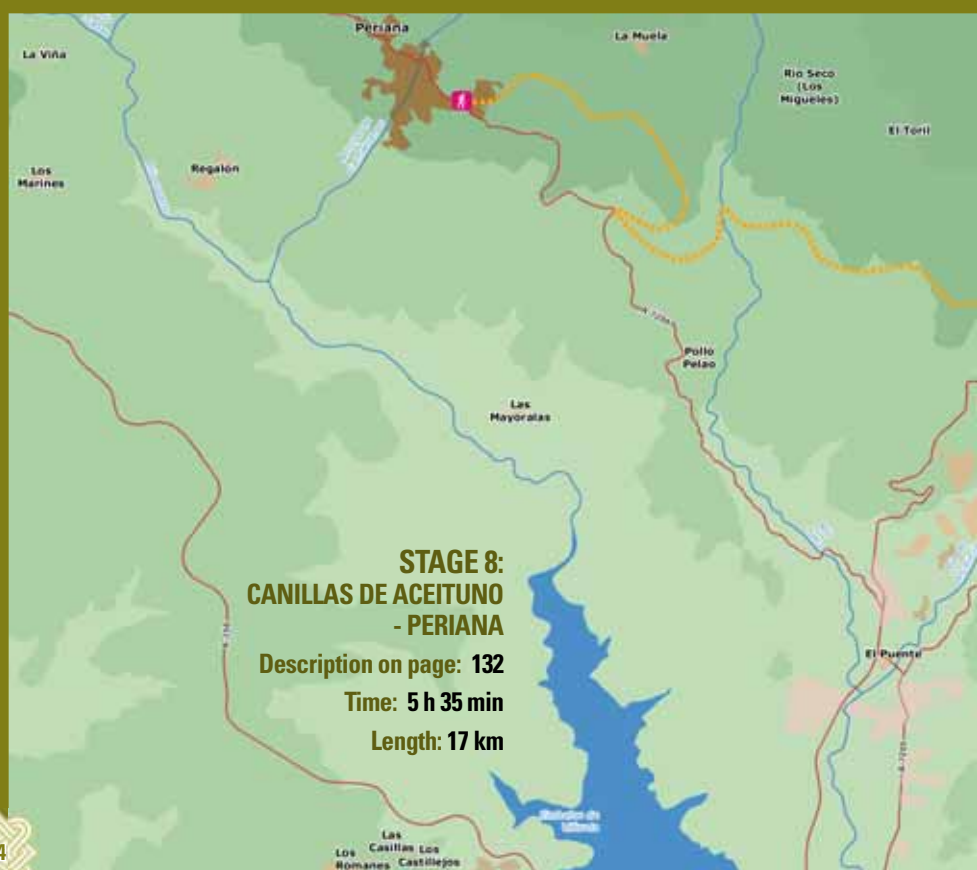 Periana
La Muela
La Viña
Rio Seco
(Los
Migueles)
El Toril
Los
Marines
Regalón
Pollo
Pelao
Las
Mayoralas
STAGE 8:
CANILLAS DE ACEITUNO
- PERIANA
Description on page: 132
Time: 5 h 35 min
Length: 17 km
El Puente
Las
Casillas
Los
Romanes
Los
Castillejos
4